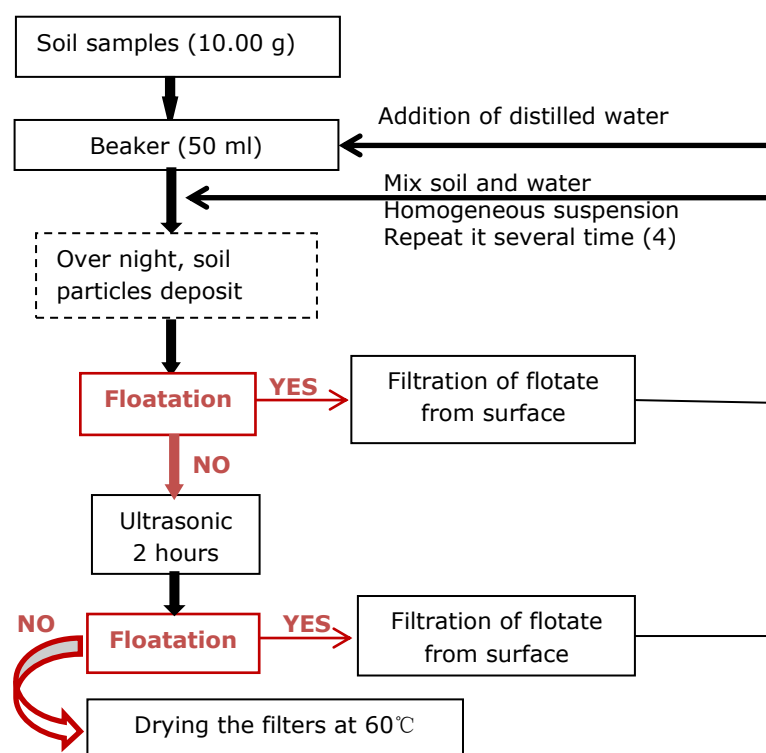 Soil samples (10.00 g)
Addition of distilled water
Beaker (50 ml)
Mix soil and water
Homogeneous suspension
Repeat it several time (4)
Over night, soil
particles deposit
Floatation
YES
Filtration of flotate
from surface
NO
Ultrasonic
2 hours
NO
Floatation
YES
Filtration of flotate
from surface
Drying the filters at 60℃